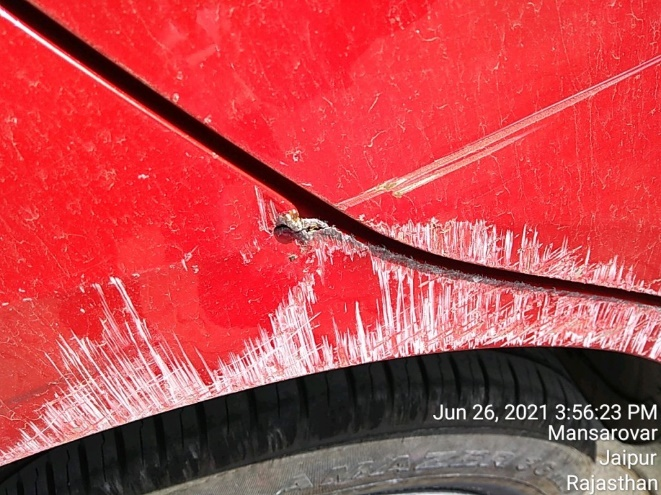 Jun 26, 2021 3:56:23 PM
Mansarovar
Jaipur
Rajasthan